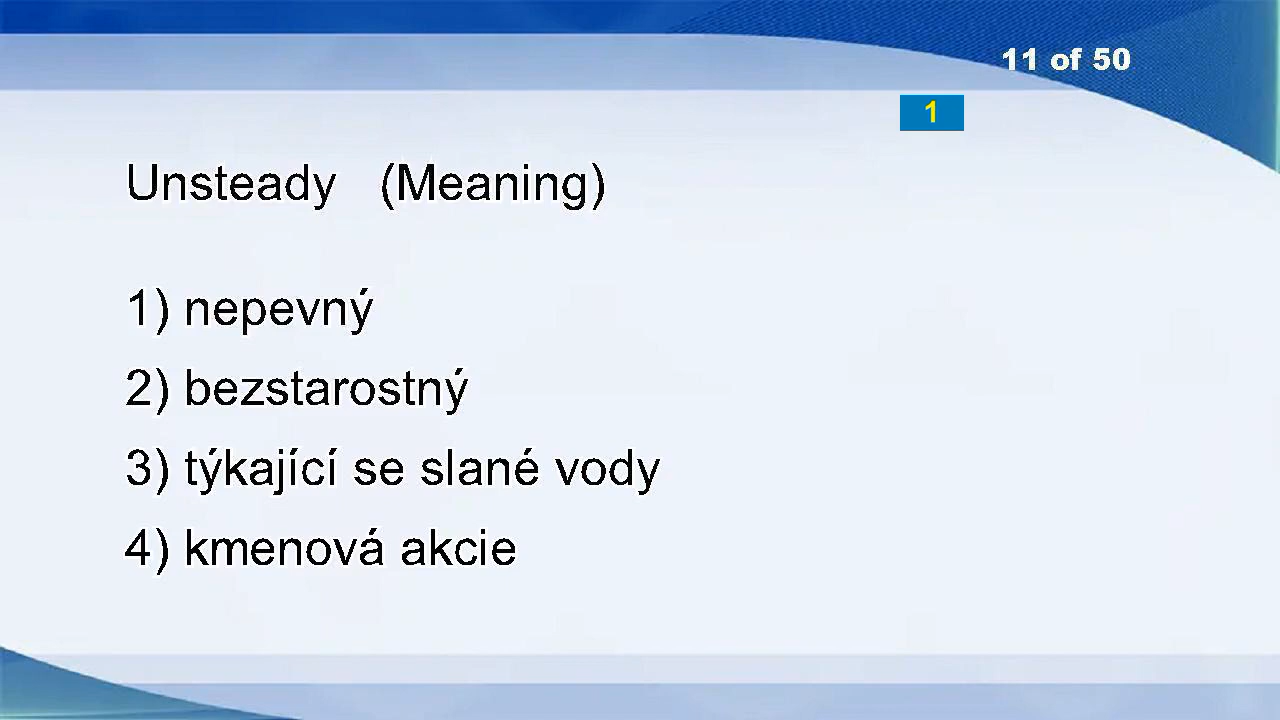 11 of 50
1
Unsteady (Meaning)
1) nepevný
2) bezstarostný
3) týkající se slané vody
4) kmenová akcie